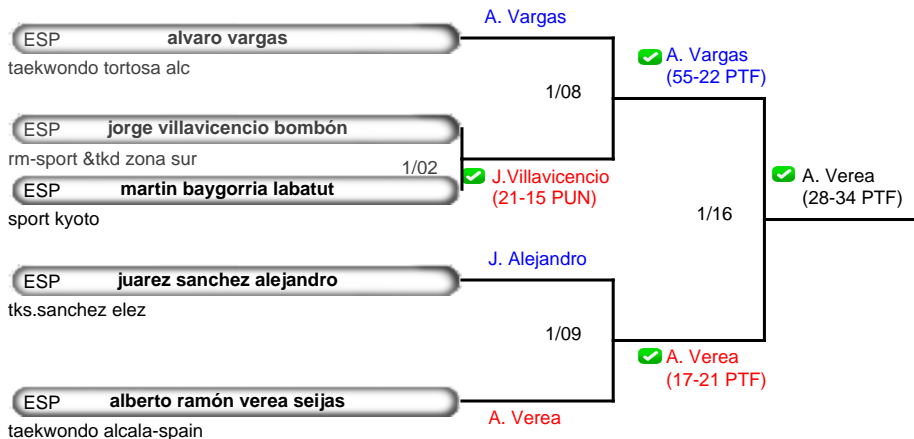 A. Vargas
ESP alvaro vargas
taekwondo tortosa alc
A. Vargas
(55-22 PTF)
1/08
ESP jorge villavicencio bombón
rm-sport &tkd zona sur
1/02
J.Villavicencio
(21-15 PUN)
ESP martin baygorria labatut
sport kyoto
A. Verea
(28-34 PTF)
1/16
J. Alejandro
ESP juarez sanchez alejandro
tks.sanchez elez
1/09
A. Verea
(17-21 PTF)
ESP alberto ramón verea seijas
A. Verea
taekwondo alcala-spain